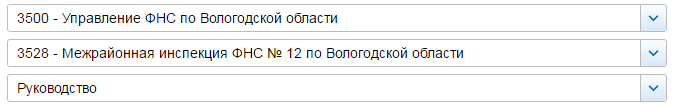 3500 - Управление ФНС по Вологодской области
3528 - Межрайонная инспекция ФНС № 12 по Вологодской области
Руководство